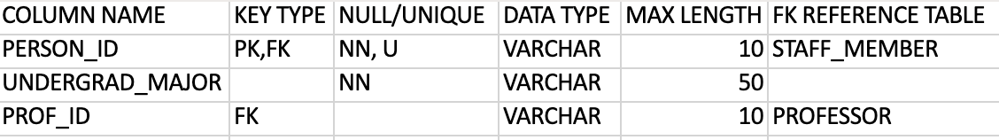 COLUMN NAME KEY TYPE NULL/UNIQUE DATA TYPE MAX LENGTH FK REFERENCE TABLE
PERSON_ID PK,FK NN, U VARCHAR 10 STAFF_MEMBER
UNDERGRAD_MAJOR NN VARCHAR 50
PROF_ID FK VARCHAR 10 PROFESSOR